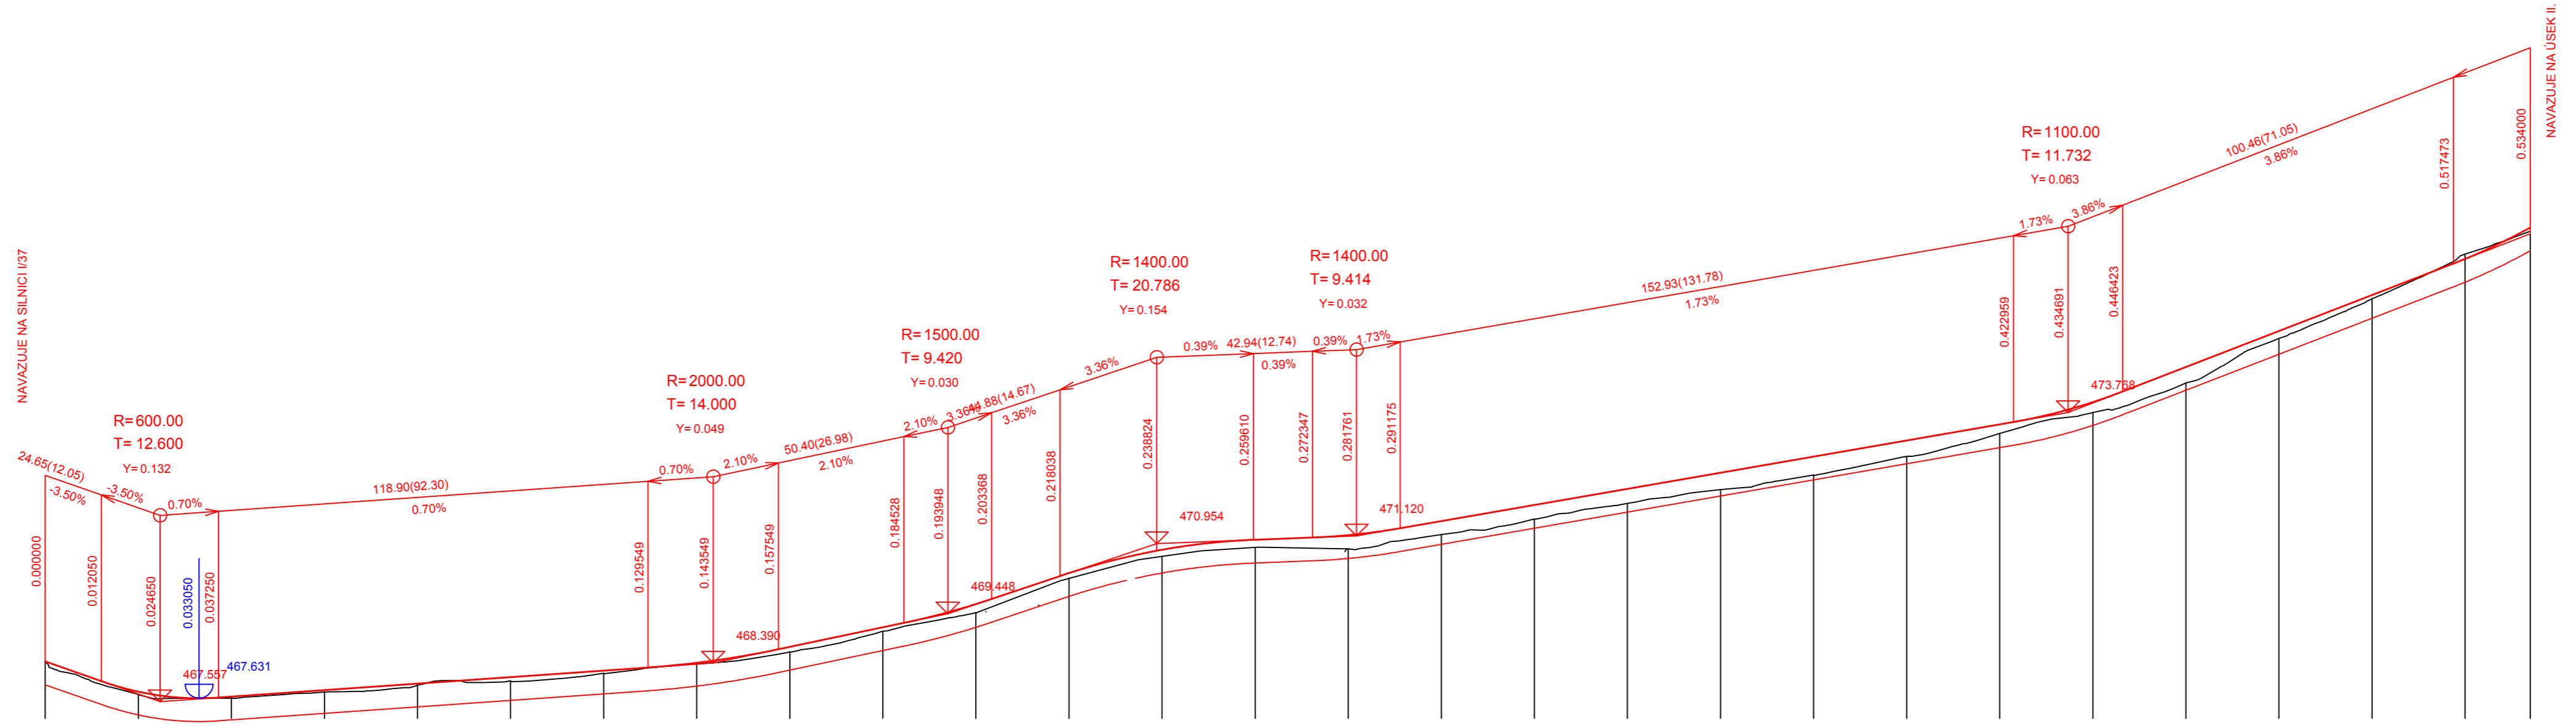 NAVAZUJE NA SILNICI I/37
24.65(12.05)
-3.50%
-3.50%
R= 600.00
T= 12.600
Y= 0.132
0.70%
0.000000
0.012050
0.024650
0.033050
0.037250
467.557
467.631
118.90(92.30)
0.70%
0.70%
R= 2000.00
T= 14.000
Y= 0.049
2.10%
0.129549
0.143549
0.157549
468.390
50.40(26.98)
2.10%
2.10%
R= 1500.00
T= 9.420
Y= 0.030
3.36%
0.184528
0.193948
0.203368
469.448
44.88(14.67)
3.36%
3.36%
R= 1400.00
T= 20.786
Y= 0.154
0.39%
0.218038
0.238824
0.259610
470.954
42.94(12.74)
0.39%
0.39%
R= 1400.00
T= 9.414
Y= 0.032
1.73%
0.272347
0.281761
0.291175
471.120
152.93(131.78)
1.73%
1.73%
R= 1100.00
T= 11.732
Y= 0.063
3.86%
0.422959
0.434691
0.446423
473.768
100.46(71.05)
3.86%
0.517473
0.534000
NAVAZUJE NA ÚSEK II.